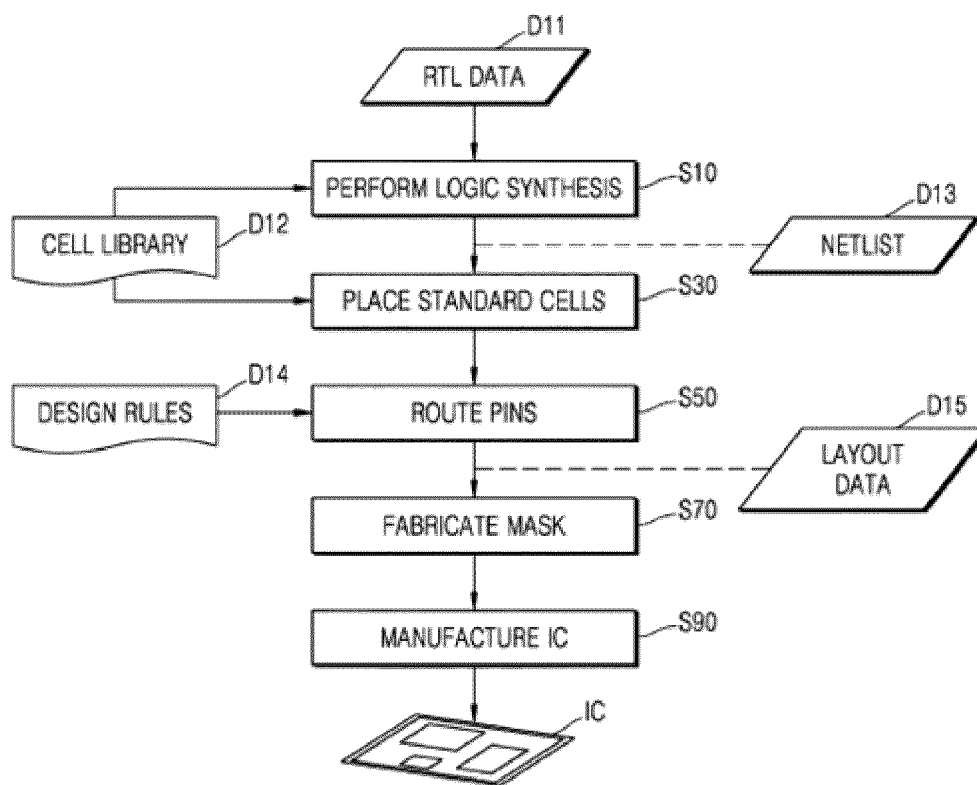 D11
RTL DATA
PERFORM LOGIC SYNTHESIS
S10
CELL LIBRARY
D12
D13
NETLIST
PLACE STANDARD CELLS
S30
DESIGN RULES
D14
ROUTE PINS
S50
D15
LAYOUT
DATA
FABRICATE MASK
S70
MANUFACTURE IC
S90
IC